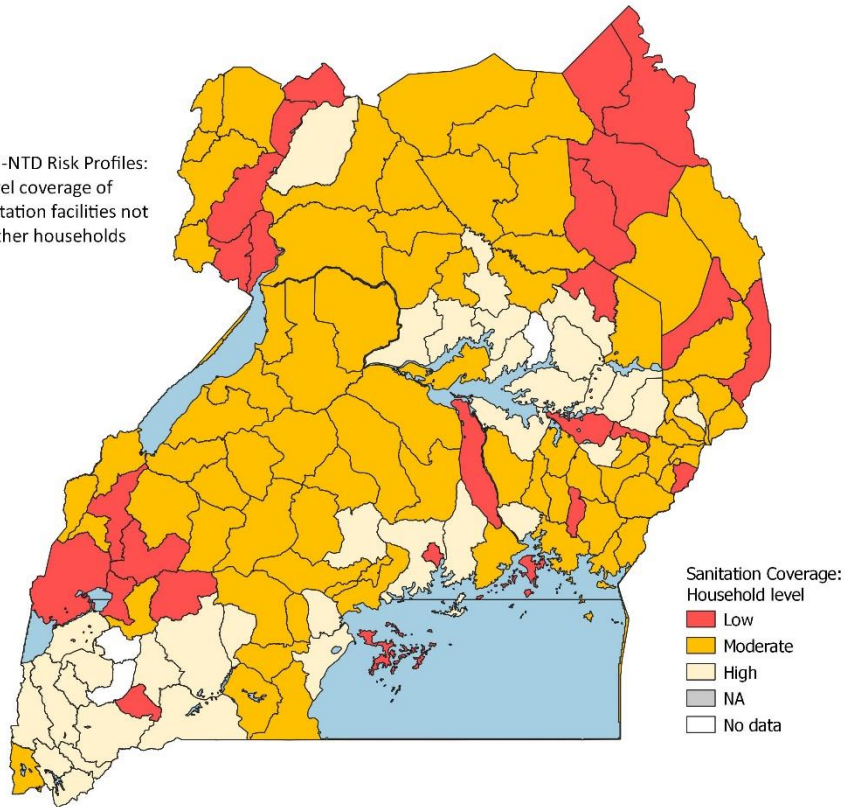 -NTD Risk Profiles:
el coverage of
tation facilities not
ther households
Sanitation Coverage:
Household level
Low
Moderate
High
NA
No data